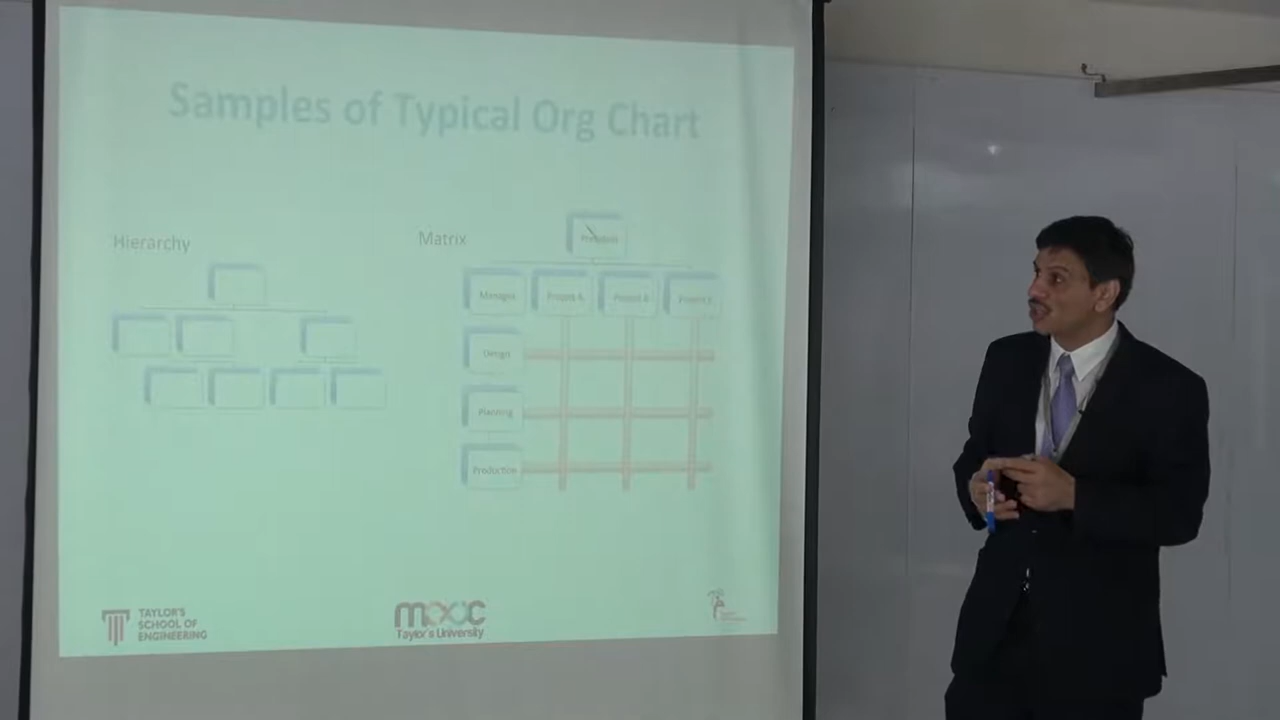 Samples of Typical Org Chart
Hierarchy
Matrix
Manager
Project A
Project B
Design
Planning
Production
TAYLOR'S
SCHOOL OF
ENGINEERING
mooc
Taylor's University